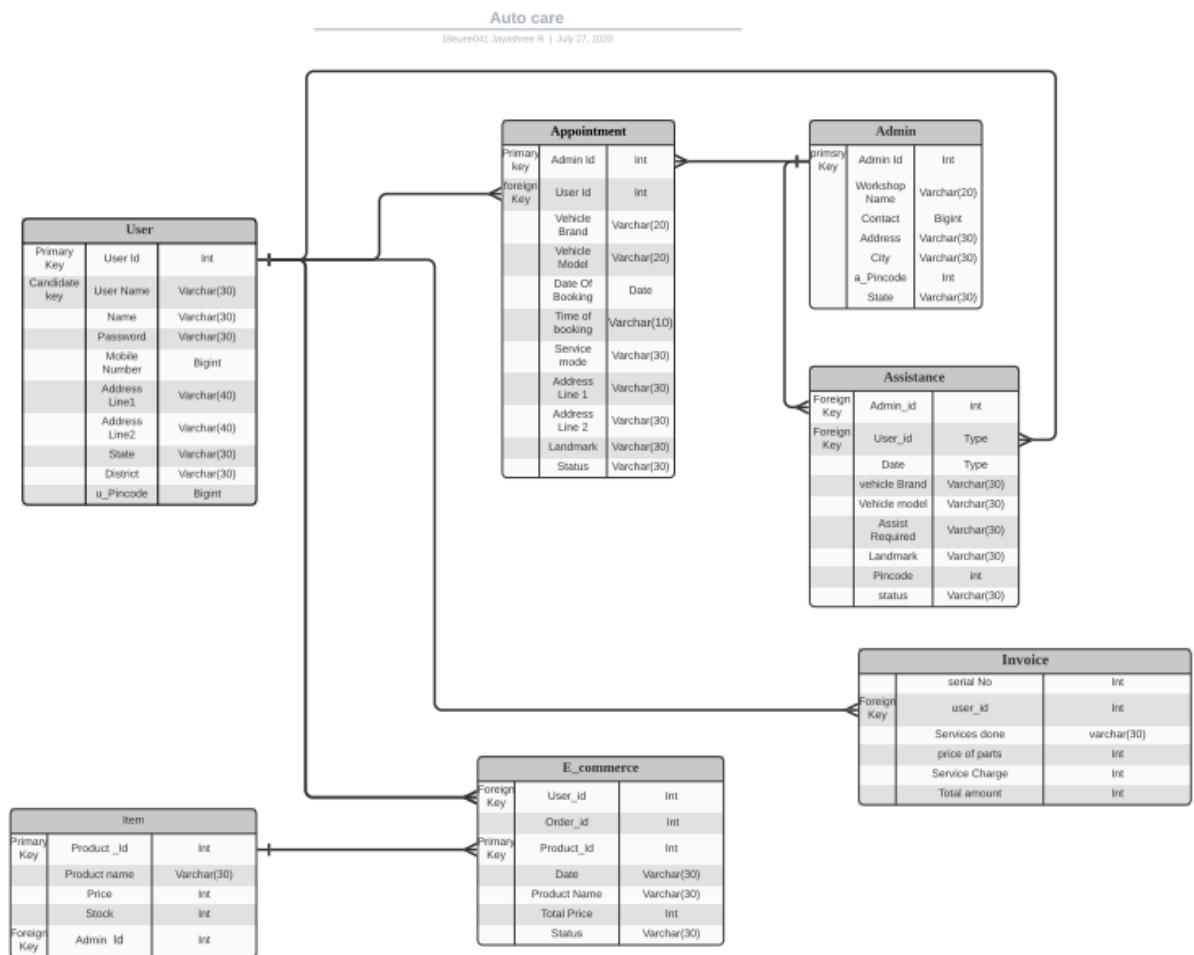 Auto care
18euee041 Jayashree R | July 27, 2020
User
Primary
Key
User Id
Int
Candidate
key
User Name
Varchar(30)
Name
Varchar(30)
Password
Varchar(30)
Mobile
Number
Bigint
Address
Line1
Varchar(40)
Address
Line2
Varchar(40)
State
Varchar(30)
District
Varchar(30)
u_Pincode
Bigint
Appointment
Primary
key
Admin Id
Int
foreign
Key
User Id
Int
Vehicle
Brand
Varchar(20)
Vehicle
Model
Varchar(20)
Date Of
Booking
Date
Time of
booking
Varchar(10)
Service
mode
Varchar(30)
Address
Line 1
Varchar(30)
Address
Line 2
Varchar(30)
Landmark
Varchar(30)
Status
Varchar(30)
Admin
primsry
Key
Admin Id
Int
Workshop
Name
Varchar(20)
Contact
Bigint
Address
Varchar(30)
City
Varchar(30)
a_Pincode
Int
State
Varchar(30)
Assistance
Foreign
Key
Admin_id
int
Foreign
Key
User_id
Type
Date
Type
vehicle Brand
Varchar(30)
Vehicle model
Varchar(30)
Assist
Required
Varchar(30)
Landmark
Varchar(30)
Pincode
int
status
Varchar(30)
Invoice
serial No
Int
Foreign
Key
user_id
Int
Services done
varchar(30)
price of parts
Int
Service Charge
Int
Total amount
Int
E_commerce
Foreign
Key
User_id
Int
Order_id
Int
Primary
Key
Product_Id
Int
Date
Varchar(30)
Product Name
Varchar(30)
Total Price
Int
Status
Varchar(30)
Item
Primary
Key
Product _Id
Int
Product name
Varchar(30)
Price
Int
Stock
Int
Foreign
Key
Admin Id
Int